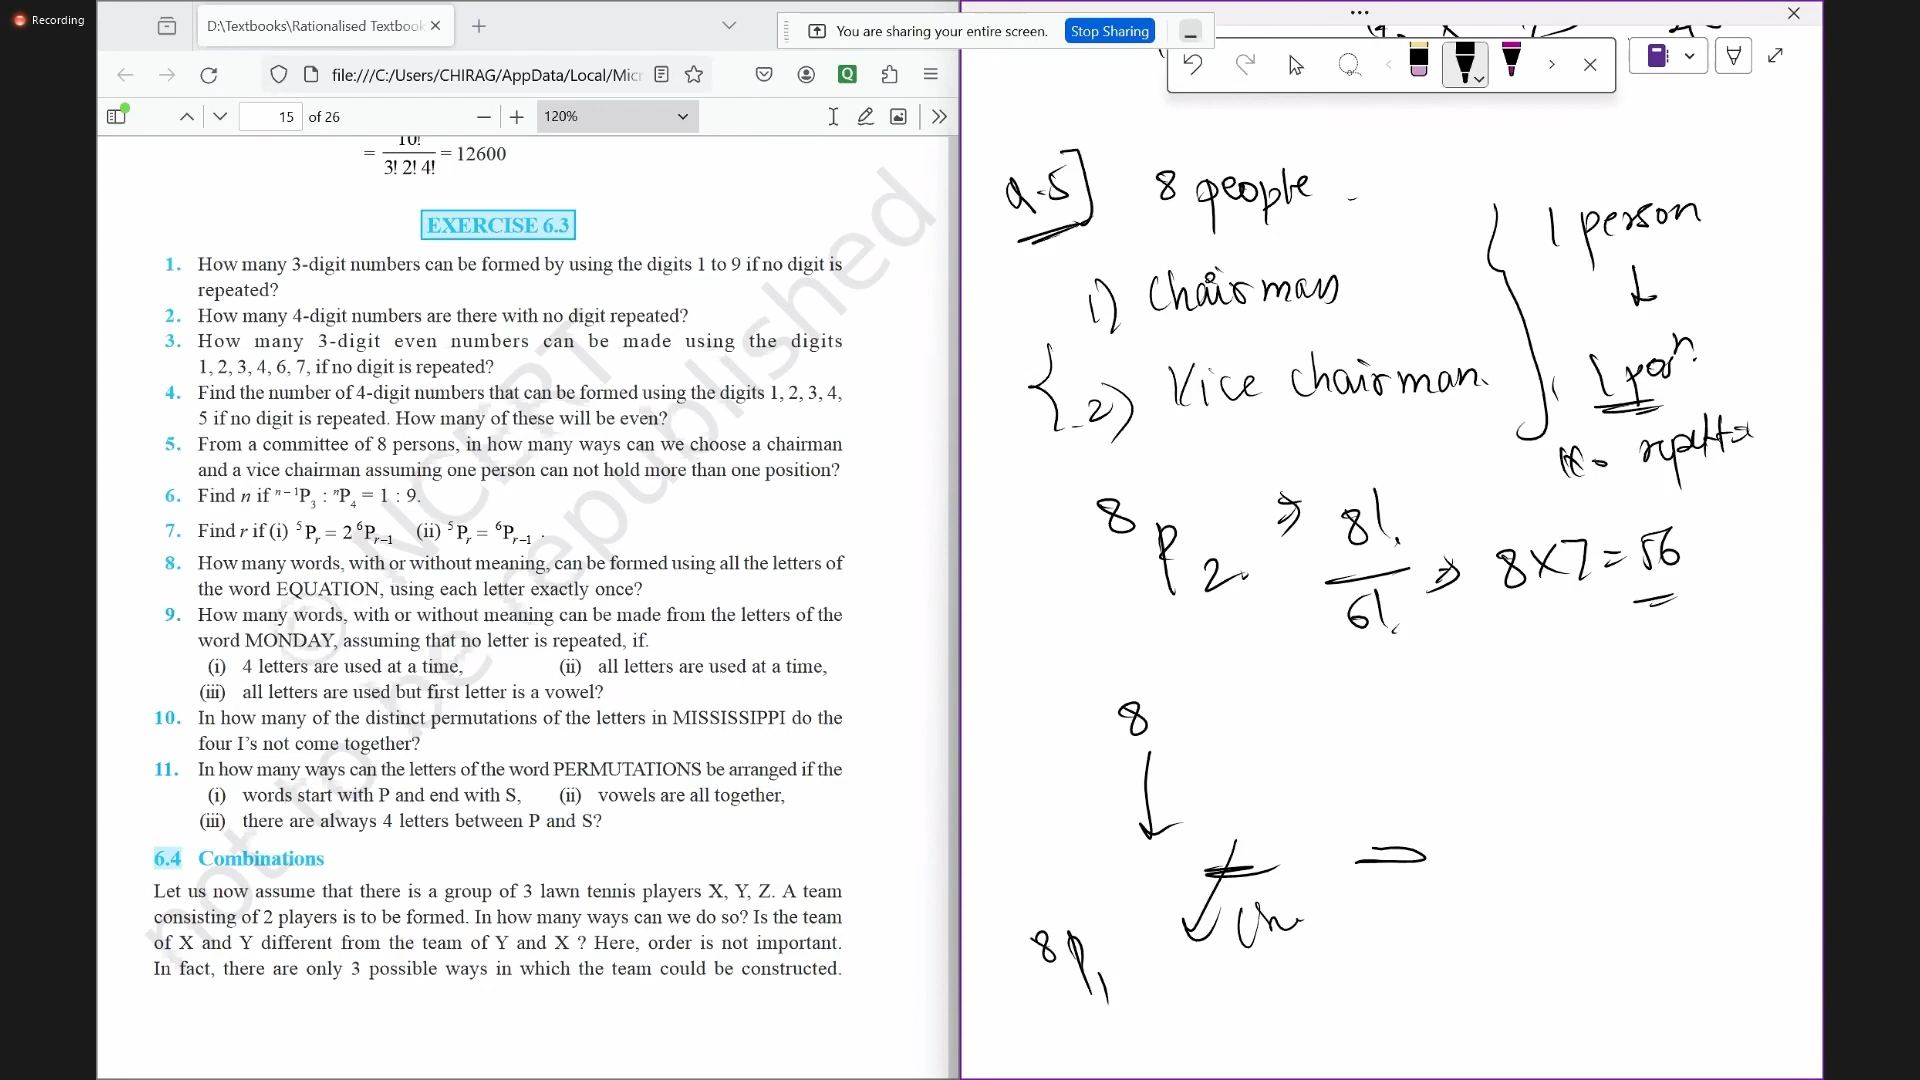 Recording
D:\Textbooks\Rationalised Textbook
You are sharing your entire screen.
Stop Sharing
file:///C:/Users/CHIRAG/AppData/Local/Micr
15 of 26
120%
= 10! / 3! 2! 4! = 12600
EXERCISE 6.3
1. How many 3-digit numbers can be formed by using the digits 1 to 9 if no digit is
repeated?
2. How many 4-digit numbers are there with no digit repeated?
3. How many 3-digit even numbers can be made using the digits
1, 2, 3, 4, 6, 7, if no digit is repeated?
4. Find the number of 4-digit numbers that can be formed using the digits 1, 2, 3, 4,
5 if no digit is repeated. How many of these will be even?
5. From a committee of 8 persons, in how many ways can we choose a chairman
and a vice chairman assuming one person can not hold more than one position?
6. Find n if ⁿ⁻¹P₃ : ⁿP₄ = 1 : 9.
7. Find r if (i) ⁵Pᵣ = 2 ⁶Pᵣ₋₁ (ii) ⁵Pᵣ = ⁶Pᵣ₋₁ .
8. How many words, with or without meaning, can be formed using all the letters of
the word EQUATION, using each letter exactly once?
9. How many words, with or without meaning can be made from the letters of the
word MONDAY, assuming that no letter is repeated, if.
(i) 4 letters are used at a time, (ii) all letters are used at a time,
(iii) all letters are used but first letter is a vowel?
10. In how many of the distinct permutations of the letters in MISSISSIPPI do the
four I’s not come together?
11. In how many ways can the letters of the word PERMUTATIONS be arranged if the
(i) words start with P and end with S, (ii) vowels are all together,
(iii) there are always 4 letters between P and S?
6.4 Combinations
Let us now assume that there is a group of 3 lawn tennis players X, Y, Z. A team
consisting of 2 players is to be formed. In how many ways can we do so? Is the team
of X and Y different from the team of Y and X ? Here, order is not important.
In fact, there are only 3 possible ways in which the team could be constructed.
© NCERT
not to be republished
Q.5] 8 people
1 person
1) Chairman
2) Vice chairman.
1 posn.
no
8 P 2 ⇒ 8! / 6! ⇒ 8 x 7 = 56
8
8P1